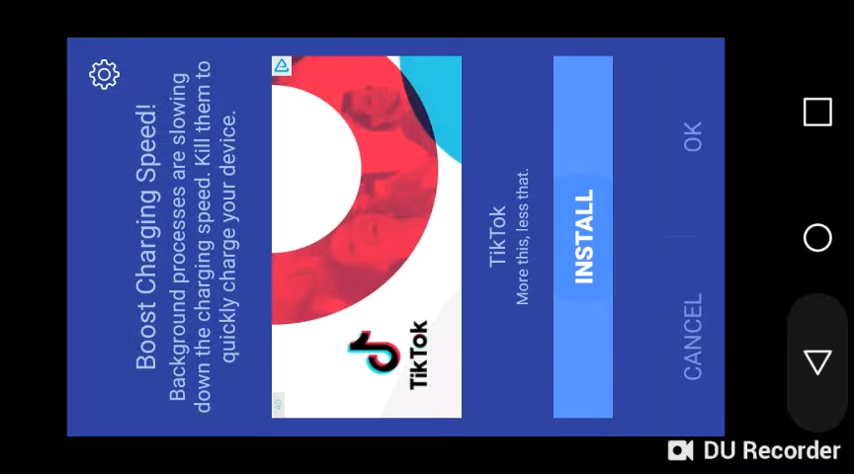 Boost Charging Speed!
Background processes are slowing
down the charging speed. Kill them to
quickly charge your device.
AD
TikTok
TikTok
More this, less that.
INSTALL
CANCEL
OK
DU Recorder